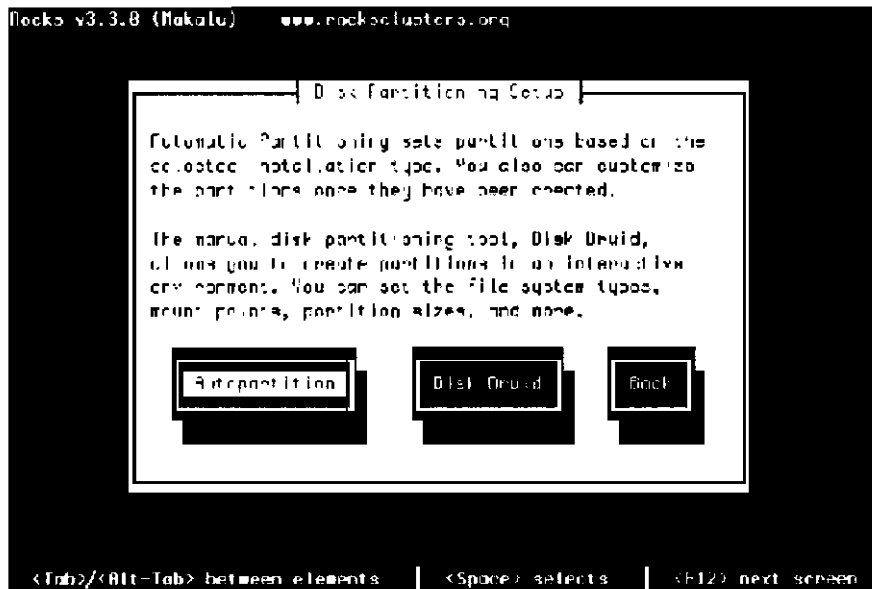 Rocks v3.3.0 (Makalu) www.rocksclusters.org
Disk Partitioning Setup
Automatic Partitioning sets partitions based on the
selected installation type. You also can customize
the partitions once they have been created.
The manual disk partitioning tool, Disk Druid,
allows you to create partitions in an interactive
environment. You can set the file system types,
mount points, partition sizes, and more.
Autopartition Disk Druid Back
<Tab>/<Alt-Tab> between elements | <Space> selects | <F12> next screen